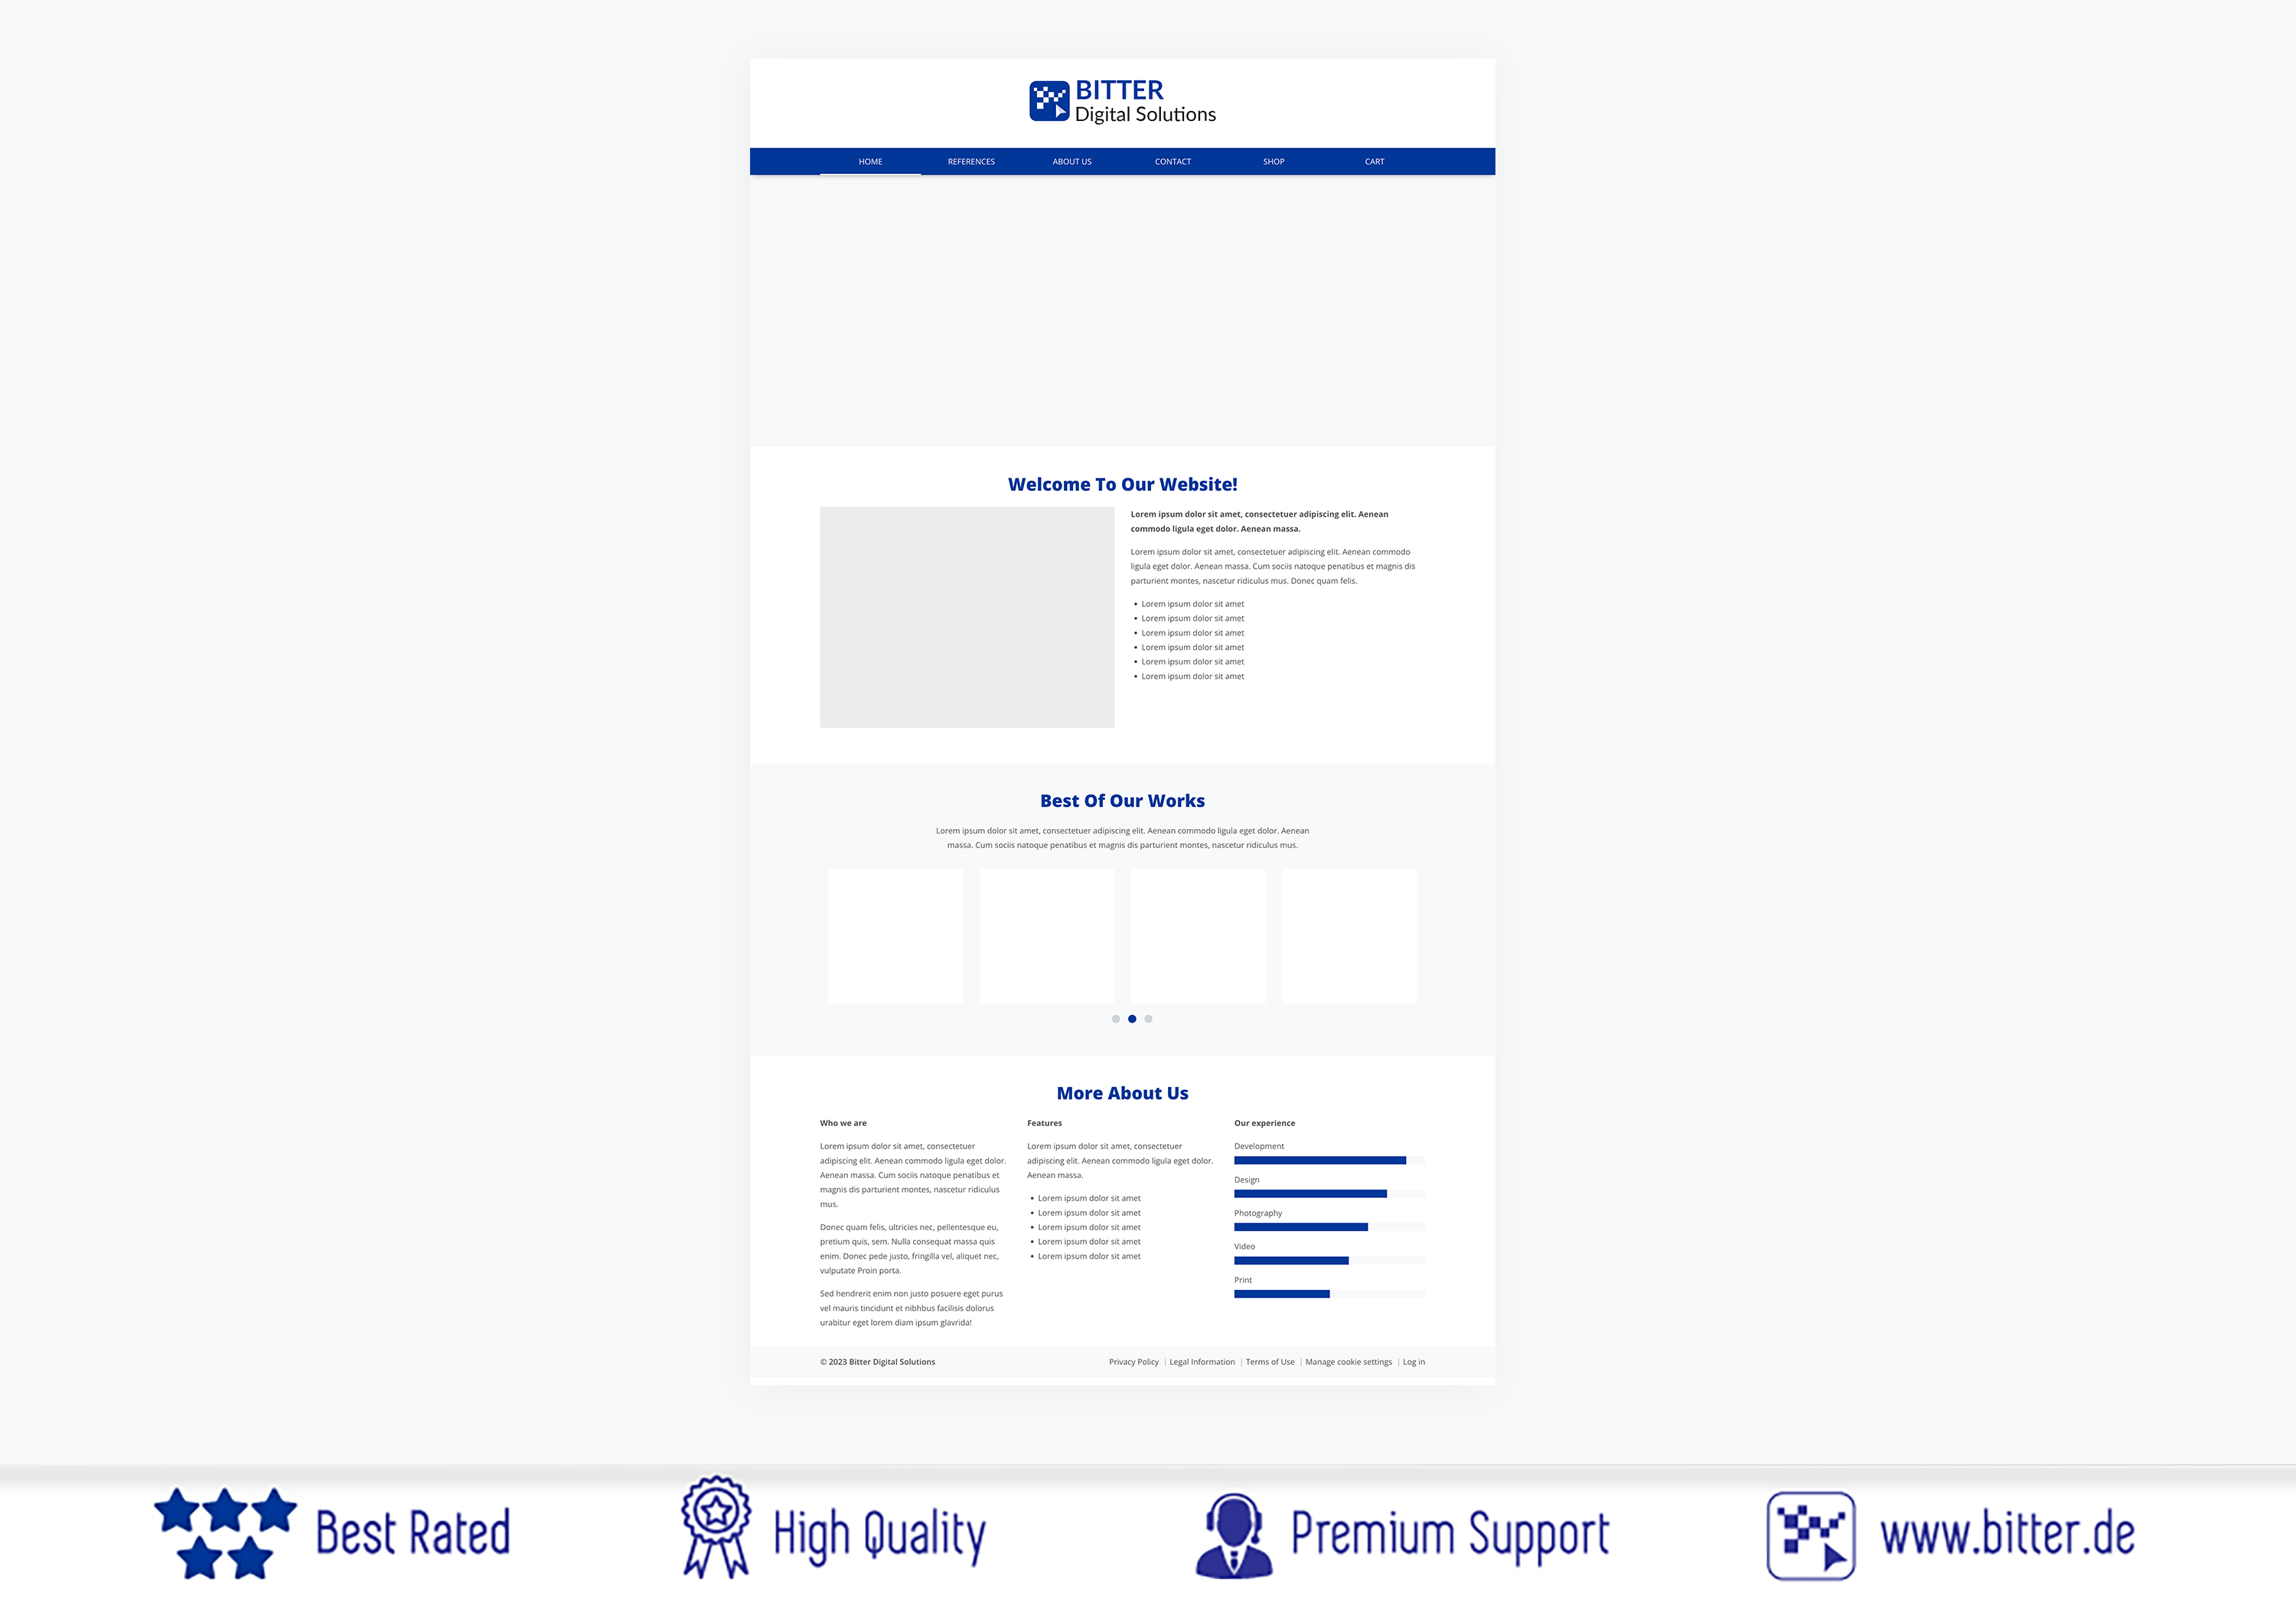 BITTER
Digital Solutions
HOME REFERENCES ABOUT US CONTACT SHOP CART
Welcome To Our Website!
Lorem ipsum dolor sit amet, consectetuer adipiscing elit. Aenean
commodo ligula eget dolor. Aenean massa.
Lorem ipsum dolor sit amet, consectetuer adipiscing elit. Aenean commodo
ligula eget dolor. Aenean massa. Cum sociis natoque penatibus et magnis dis
parturient montes, nascetur ridiculus mus. Donec quam felis.
• Lorem ipsum dolor sit amet
• Lorem ipsum dolor sit amet
• Lorem ipsum dolor sit amet
• Lorem ipsum dolor sit amet
• Lorem ipsum dolor sit amet
• Lorem ipsum dolor sit amet
Best Of Our Works
Lorem ipsum dolor sit amet, consectetuer adipiscing elit. Aenean commodo ligula eget dolor. Aenean
massa. Cum sociis natoque penatibus et magnis dis parturient montes, nascetur ridiculus mus.
More About Us
Who we are
Lorem ipsum dolor sit amet, consectetuer
adipiscing elit. Aenean commodo ligula eget dolor.
Aenean massa. Cum sociis natoque penatibus et
magnis dis parturient montes, nascetur ridiculus
mus.
Donec quam felis, ultricies nec, pellentesque eu,
pretium quis, sem. Nulla consequat massa quis
enim. Donec pede justo, fringilla vel, aliquet nec,
vulputate Proin porta.
Sed hendrerit enim non justo posuere eget purus
vel mauris tincidunt et nibhbus facilisis dolorus
urabitur eget lorem diam ipsum glavrida!
Features
Lorem ipsum dolor sit amet, consectetuer
adipiscing elit. Aenean commodo ligula eget dolor.
Aenean massa.
• Lorem ipsum dolor sit amet
• Lorem ipsum dolor sit amet
• Lorem ipsum dolor sit amet
• Lorem ipsum dolor sit amet
• Lorem ipsum dolor sit amet
Our experience
Development
Design
Photography
Video
Print
© 2023 Bitter Digital Solutions
Privacy Policy | Legal Information | Terms of Use | Manage cookie settings | Log in
Best Rated
High Quality
Premium Support
www.bitter.de